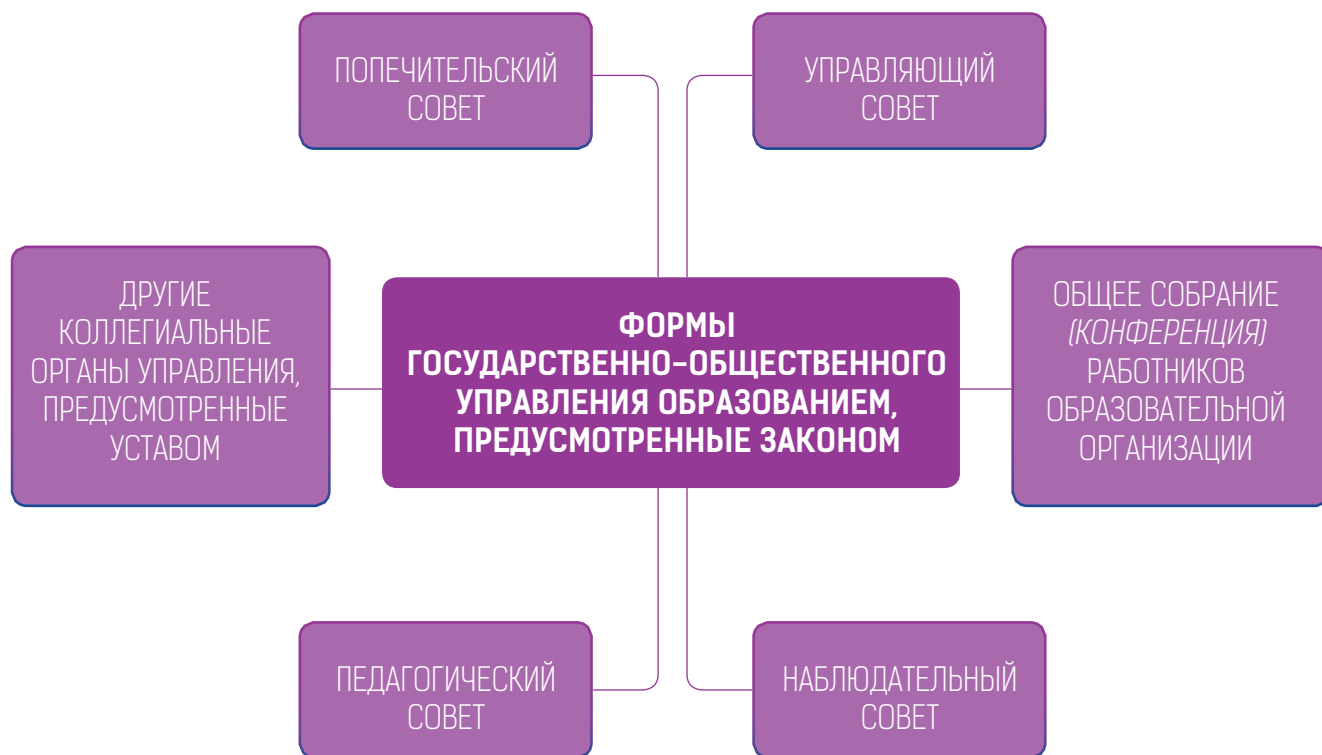 ПОПЕЧИТЕЛЬСКИЙ
СОВЕТ
УПРАВЛЯЮЩИЙ
СОВЕТ
ДРУГИЕ
КОЛЛЕГИАЛЬНЫЕ
ОРГАНЫ УПРАВЛЕНИЯ,
ПРЕДУСМОТРЕННЫЕ
УСТАВОМ
ФОРМЫ
ГОСУДАРСТВЕННО-ОБЩЕСТВЕННОГО
УПРАВЛЕНИЯ ОБРАЗОВАНИЕМ,
ПРЕДУСМОТРЕННЫЕ ЗАКОНОМ
ОБЩЕЕ СОБРАНИЕ
(КОНФЕРЕНЦИЯ)
РАБОТНИКОВ
ОБРАЗОВАТЕЛЬНОЙ
ОРГАНИЗАЦИИ
ПЕДАГОГИЧЕСКИЙ
СОВЕТ
НАБЛЮДАТЕЛЬНЫЙ
СОВЕТ